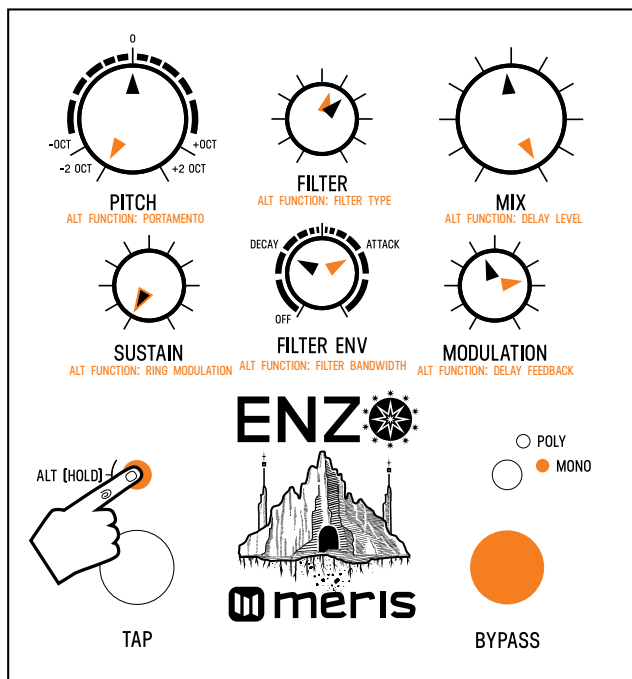 0
-OCT
+OCT
-2 OCT
+2 OCT
PITCH
ALT FUNCTION: PORTAMENTO
FILTER
ALT FUNCTION: FILTER TYPE
MIX
ALT FUNCTION: DELAY LEVEL
DECAY
ATTACK
OFF
SUSTAIN
ALT FUNCTION: RING MODULATION
FILTER ENV
ALT FUNCTION: FILTER BANDWIDTH
MODULATION
ALT FUNCTION: DELAY FEEDBACK
ENZO
POLY
MONO
ALT (HOLD)
meris
TAP
BYPASS